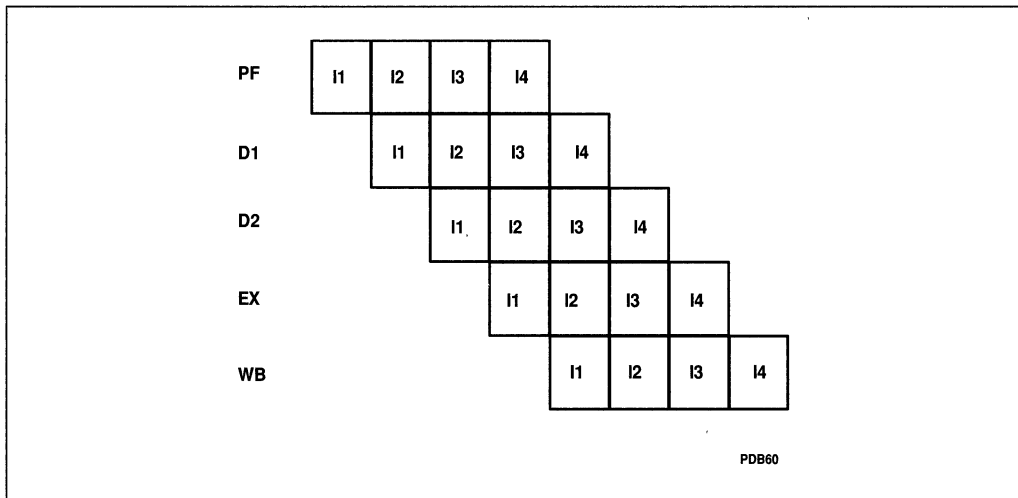 PF I1 I2 I3 I4
D1 I1 I2 I3 I4
D2 I1 I2 I3 I4
EX I1 I2 I3 I4
WB I1 I2 I3 I4
PDB60